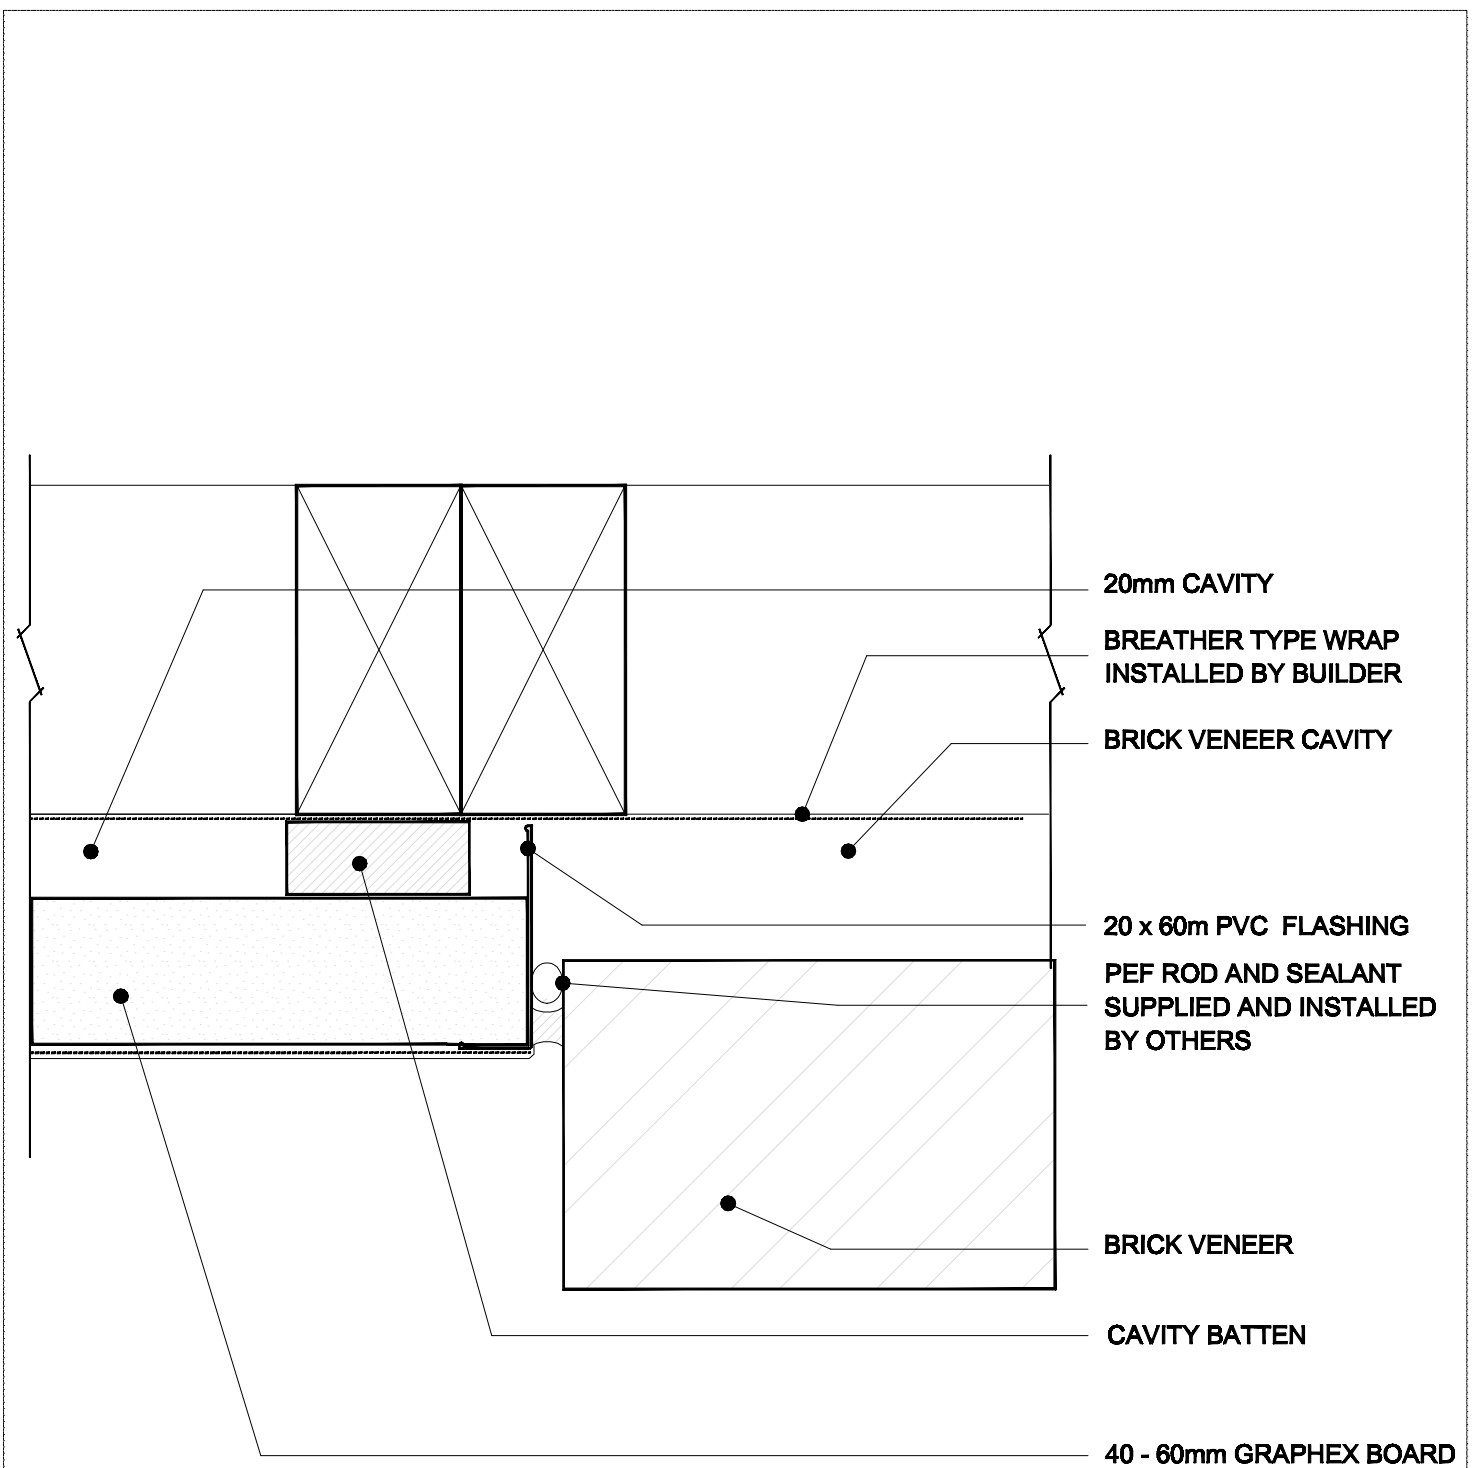 20mm CAVITY
BREATHER TYPE WRAP
INSTALLED BY BUILDER
BRICK VENEER CAVITY
20 x 60m PVC  FLASHING
PEF ROD AND SEALANT
SUPPLIED AND INSTALLED
BY OTHERS
BRICK VENEER
CAVITY BATTEN
40 - 60mm GRAPHEX BOARD